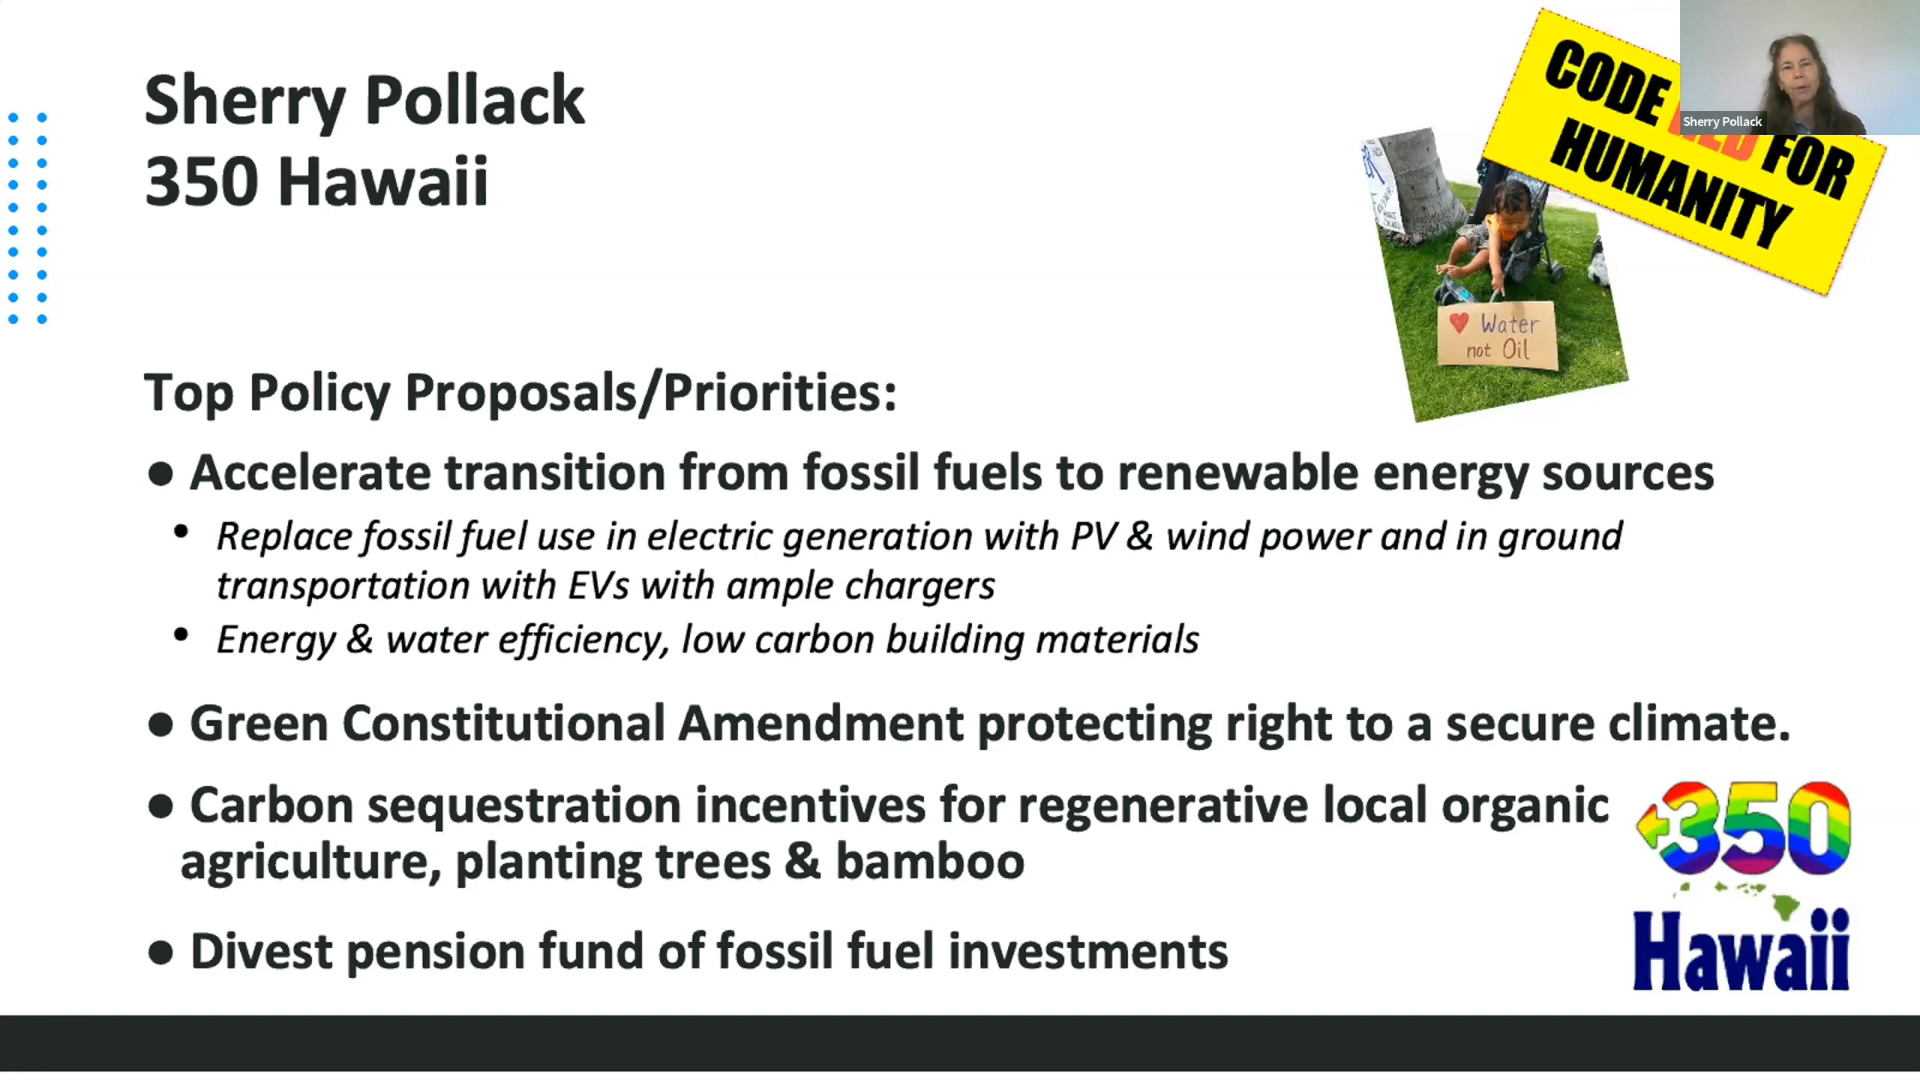 Sherry Pollack
350 Hawaii
CODE RED FOR
HUMANITY
Sherry Pollack
Water
not Oil
Top Policy Proposals/Priorities:
● Accelerate transition from fossil fuels to renewable energy sources
• Replace fossil fuel use in electric generation with PV & wind power and in ground
transportation with EVs with ample chargers
• Energy & water efficiency, low carbon building materials
● Green Constitutional Amendment protecting right to a secure climate.
● Carbon sequestration incentives for regenerative local organic
agriculture, planting trees & bamboo
● Divest pension fund of fossil fuel investments
350
Hawaii